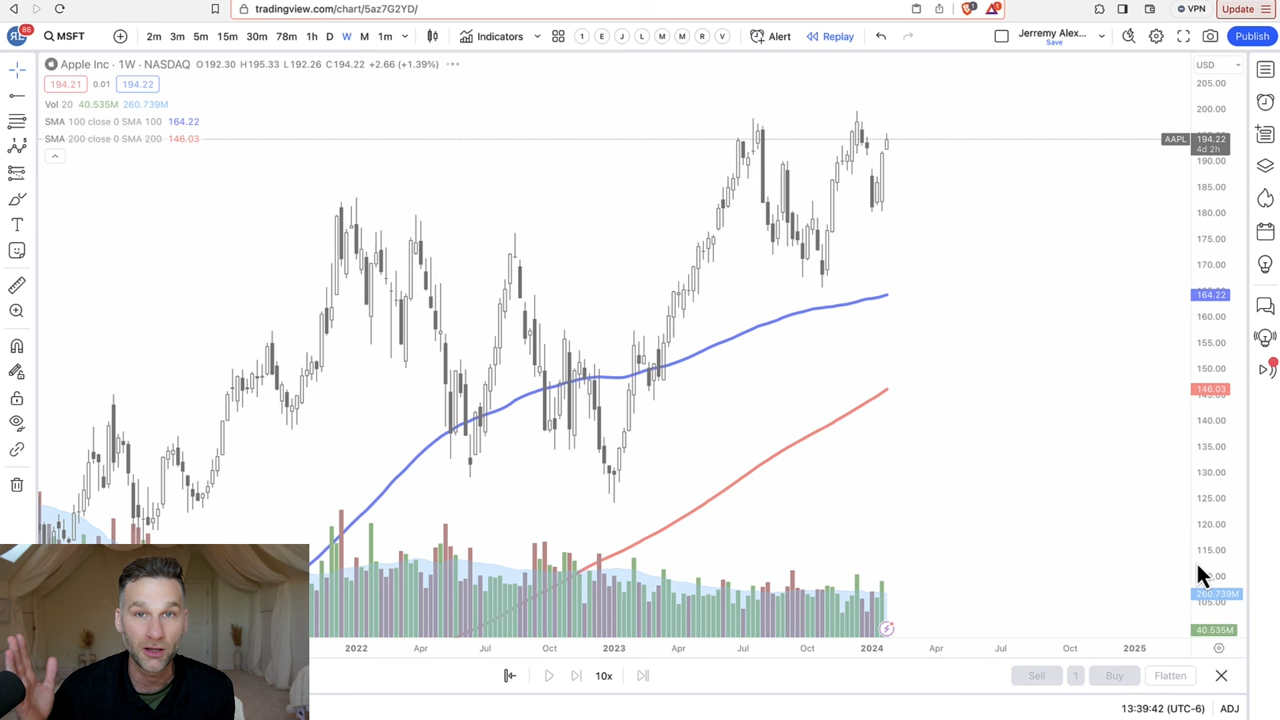 tradingview.com/chart/5az7G2YD/
VPN
Update
86
MSFT
2m 3m 5m 15m 30m 78m 1h D W M 1m
Indicators
1 E J L M M R V
Alert
Replay
Jeremy Alex...
Save
Publish
Apple Inc · 1W · NASDAQ O192.30 H195.33 L192.26 C194.22 +2.66 (+1.39%)
USD
194.21 0.01 194.22
Vol 20 40.535M 260.739M
SMA 100 close 0 SMA 100 164.22
SMA 200 close 0 SMA 200 146.03
205.00
200.00
AAPL 194.22
4d 2h
190.00
185.00
180.00
175.00
170.00
164.22
160.00
155.00
150.00
146.03
140.00
135.00
130.00
125.00
120.00
115.00
260.739M
105.00
40.535M
2022 Apr Jul Oct 2023 Apr Jul Oct 2024 Apr Jul Oct 2025
10x
Sell 1 Buy Flatten
13:39:42 (UTC-6) ADJ